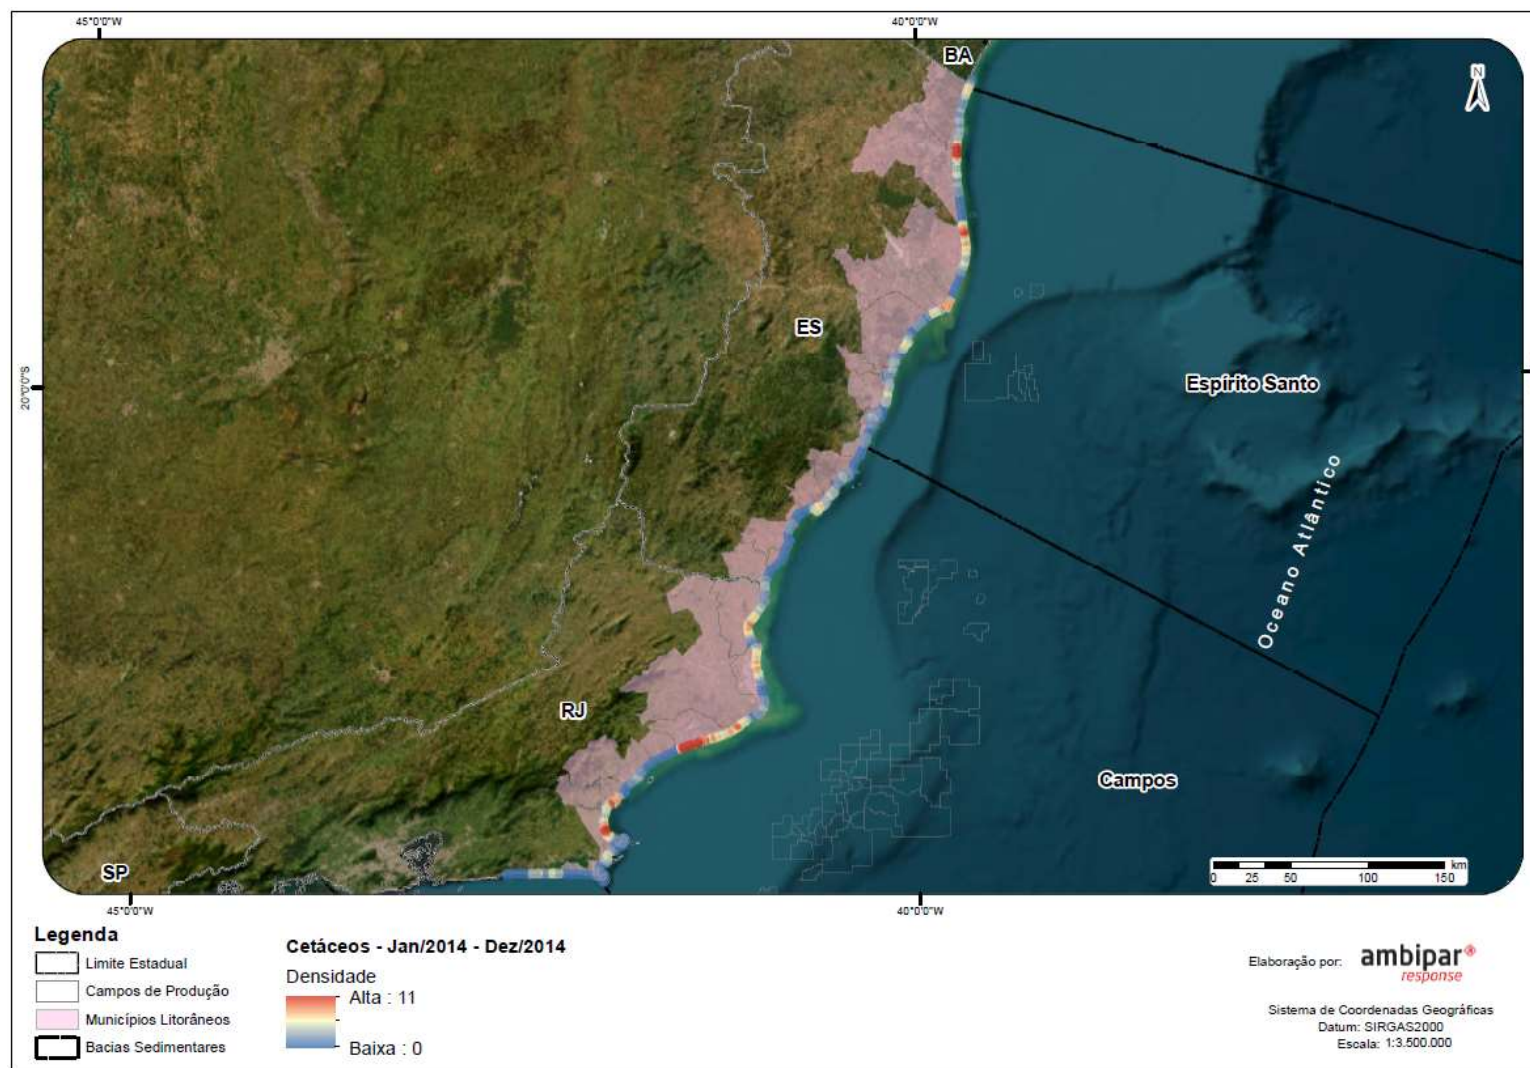 45°0'0"W
40°0'0"W
BA
N
ES
20°0'0"S
Espírito Santo
Oceano Atlântico
RJ
Campos
SP
km
0 25 50 100 150
45°0'0"W
40°0'0"W
Legenda
Limite Estadual
Campos de Produção
Municípios Litorâneos
Bacias Sedimentares
Cetáceos - Jan/2014 - Dez/2014
Densidade
Alta : 11
Baixa : 0
Elaboração por:
ambipar®
response
Sistema de Coordenadas Geográficas
Datum: SIRGAS2000
Escala: 1:3.500.000